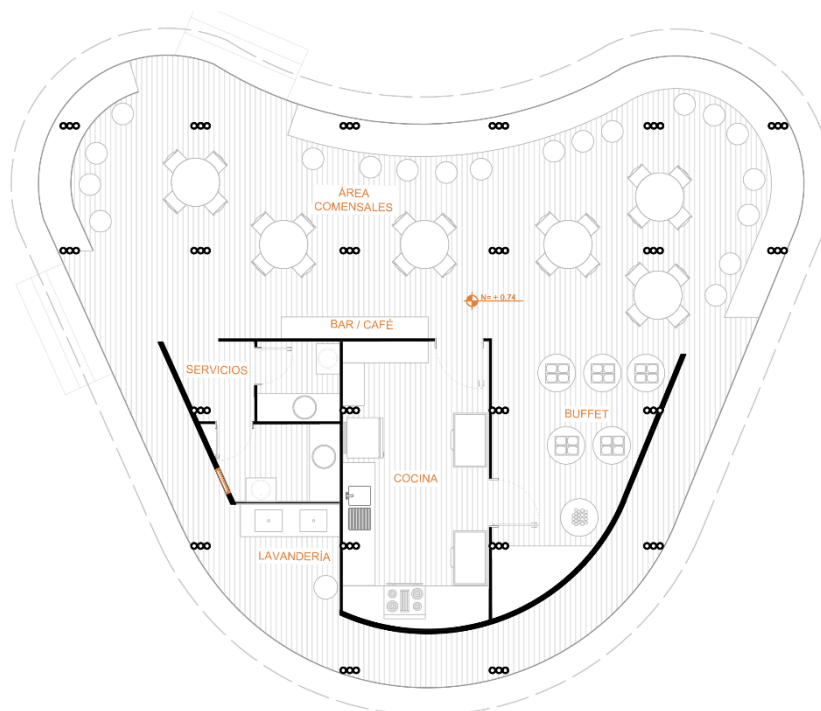 ÁREA
COMENSALES
N= + 0.74
BAR / CAFÉ
SERVICIOS
BUFFET
COCINA
LAVANDERÍA